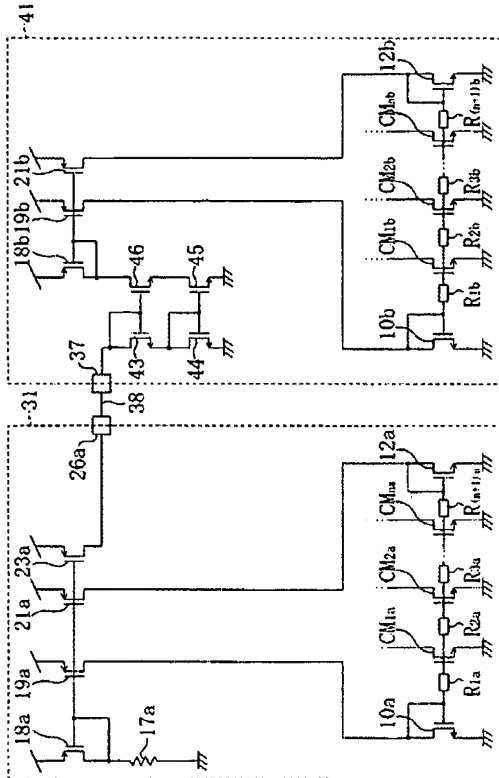 31
18a
19a
21a
23a
17a
26a
38
37
10a
CM1a
CM2a
CMna
12a
R1a
R2a
R3a
R(n+1)a
41
18b
19b
21b
43
44
46
45
10b
CM1b
CM2b
CMnb
12b
R1b
R2b
R3b
R(n+1)b